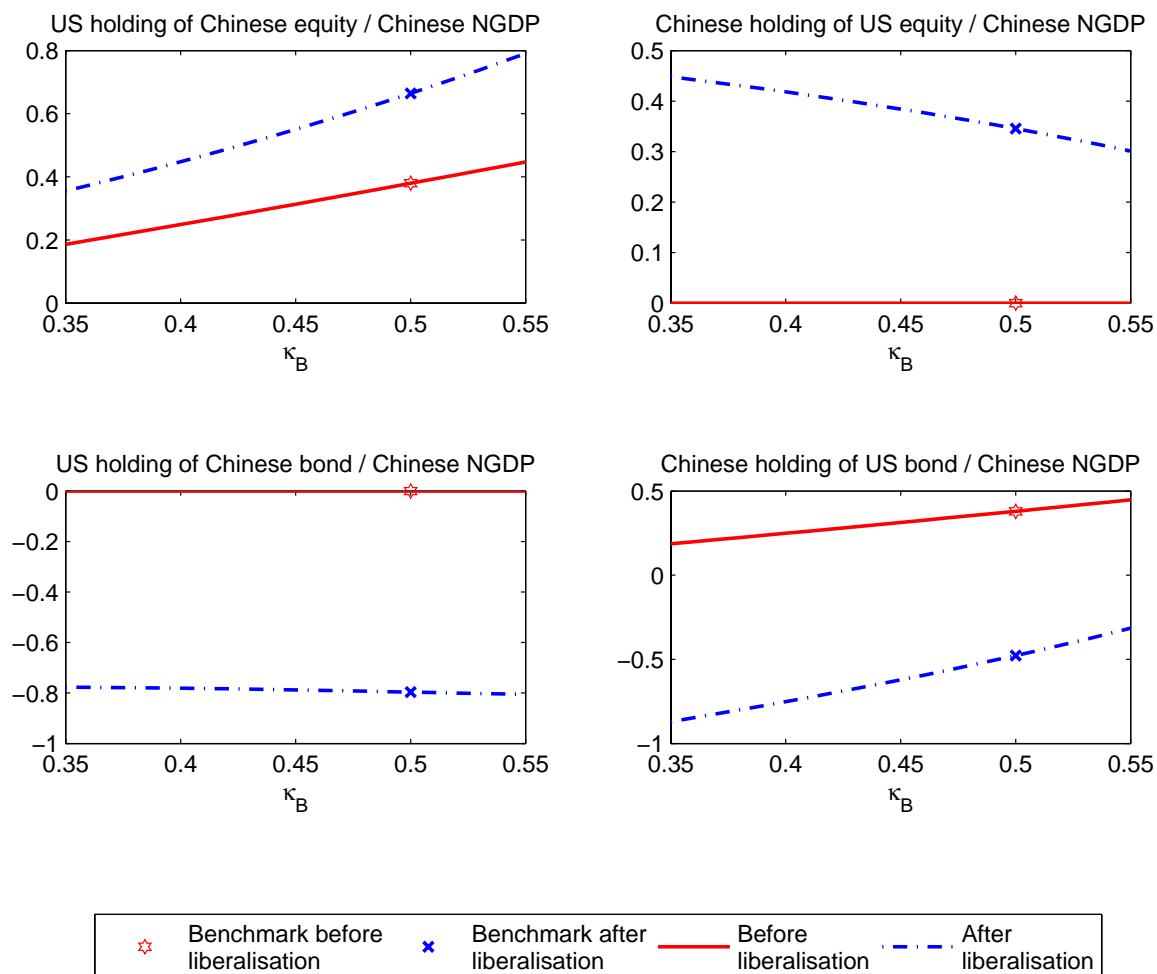 US holding of Chinese equity / Chinese NGDP
0.8
0.6
0.4
0.2
0
0.35 0.4 0.45 0.5 0.55
κB
Chinese holding of US equity / Chinese NGDP
0.5
0.4
0.3
0.2
0.1
0
0.35 0.4 0.45 0.5 0.55
κB
US holding of Chinese bond / Chinese NGDP
0
−0.2
−0.4
−0.6
−0.8
−1
0.35 0.4 0.45 0.5 0.55
κB
Chinese holding of US bond / Chinese NGDP
0.5
0
−0.5
−1
0.35 0.4 0.45 0.5 0.55
κB
Benchmark before
liberalisation
Benchmark after
liberalisation
Before
liberalisation
After
liberalisation